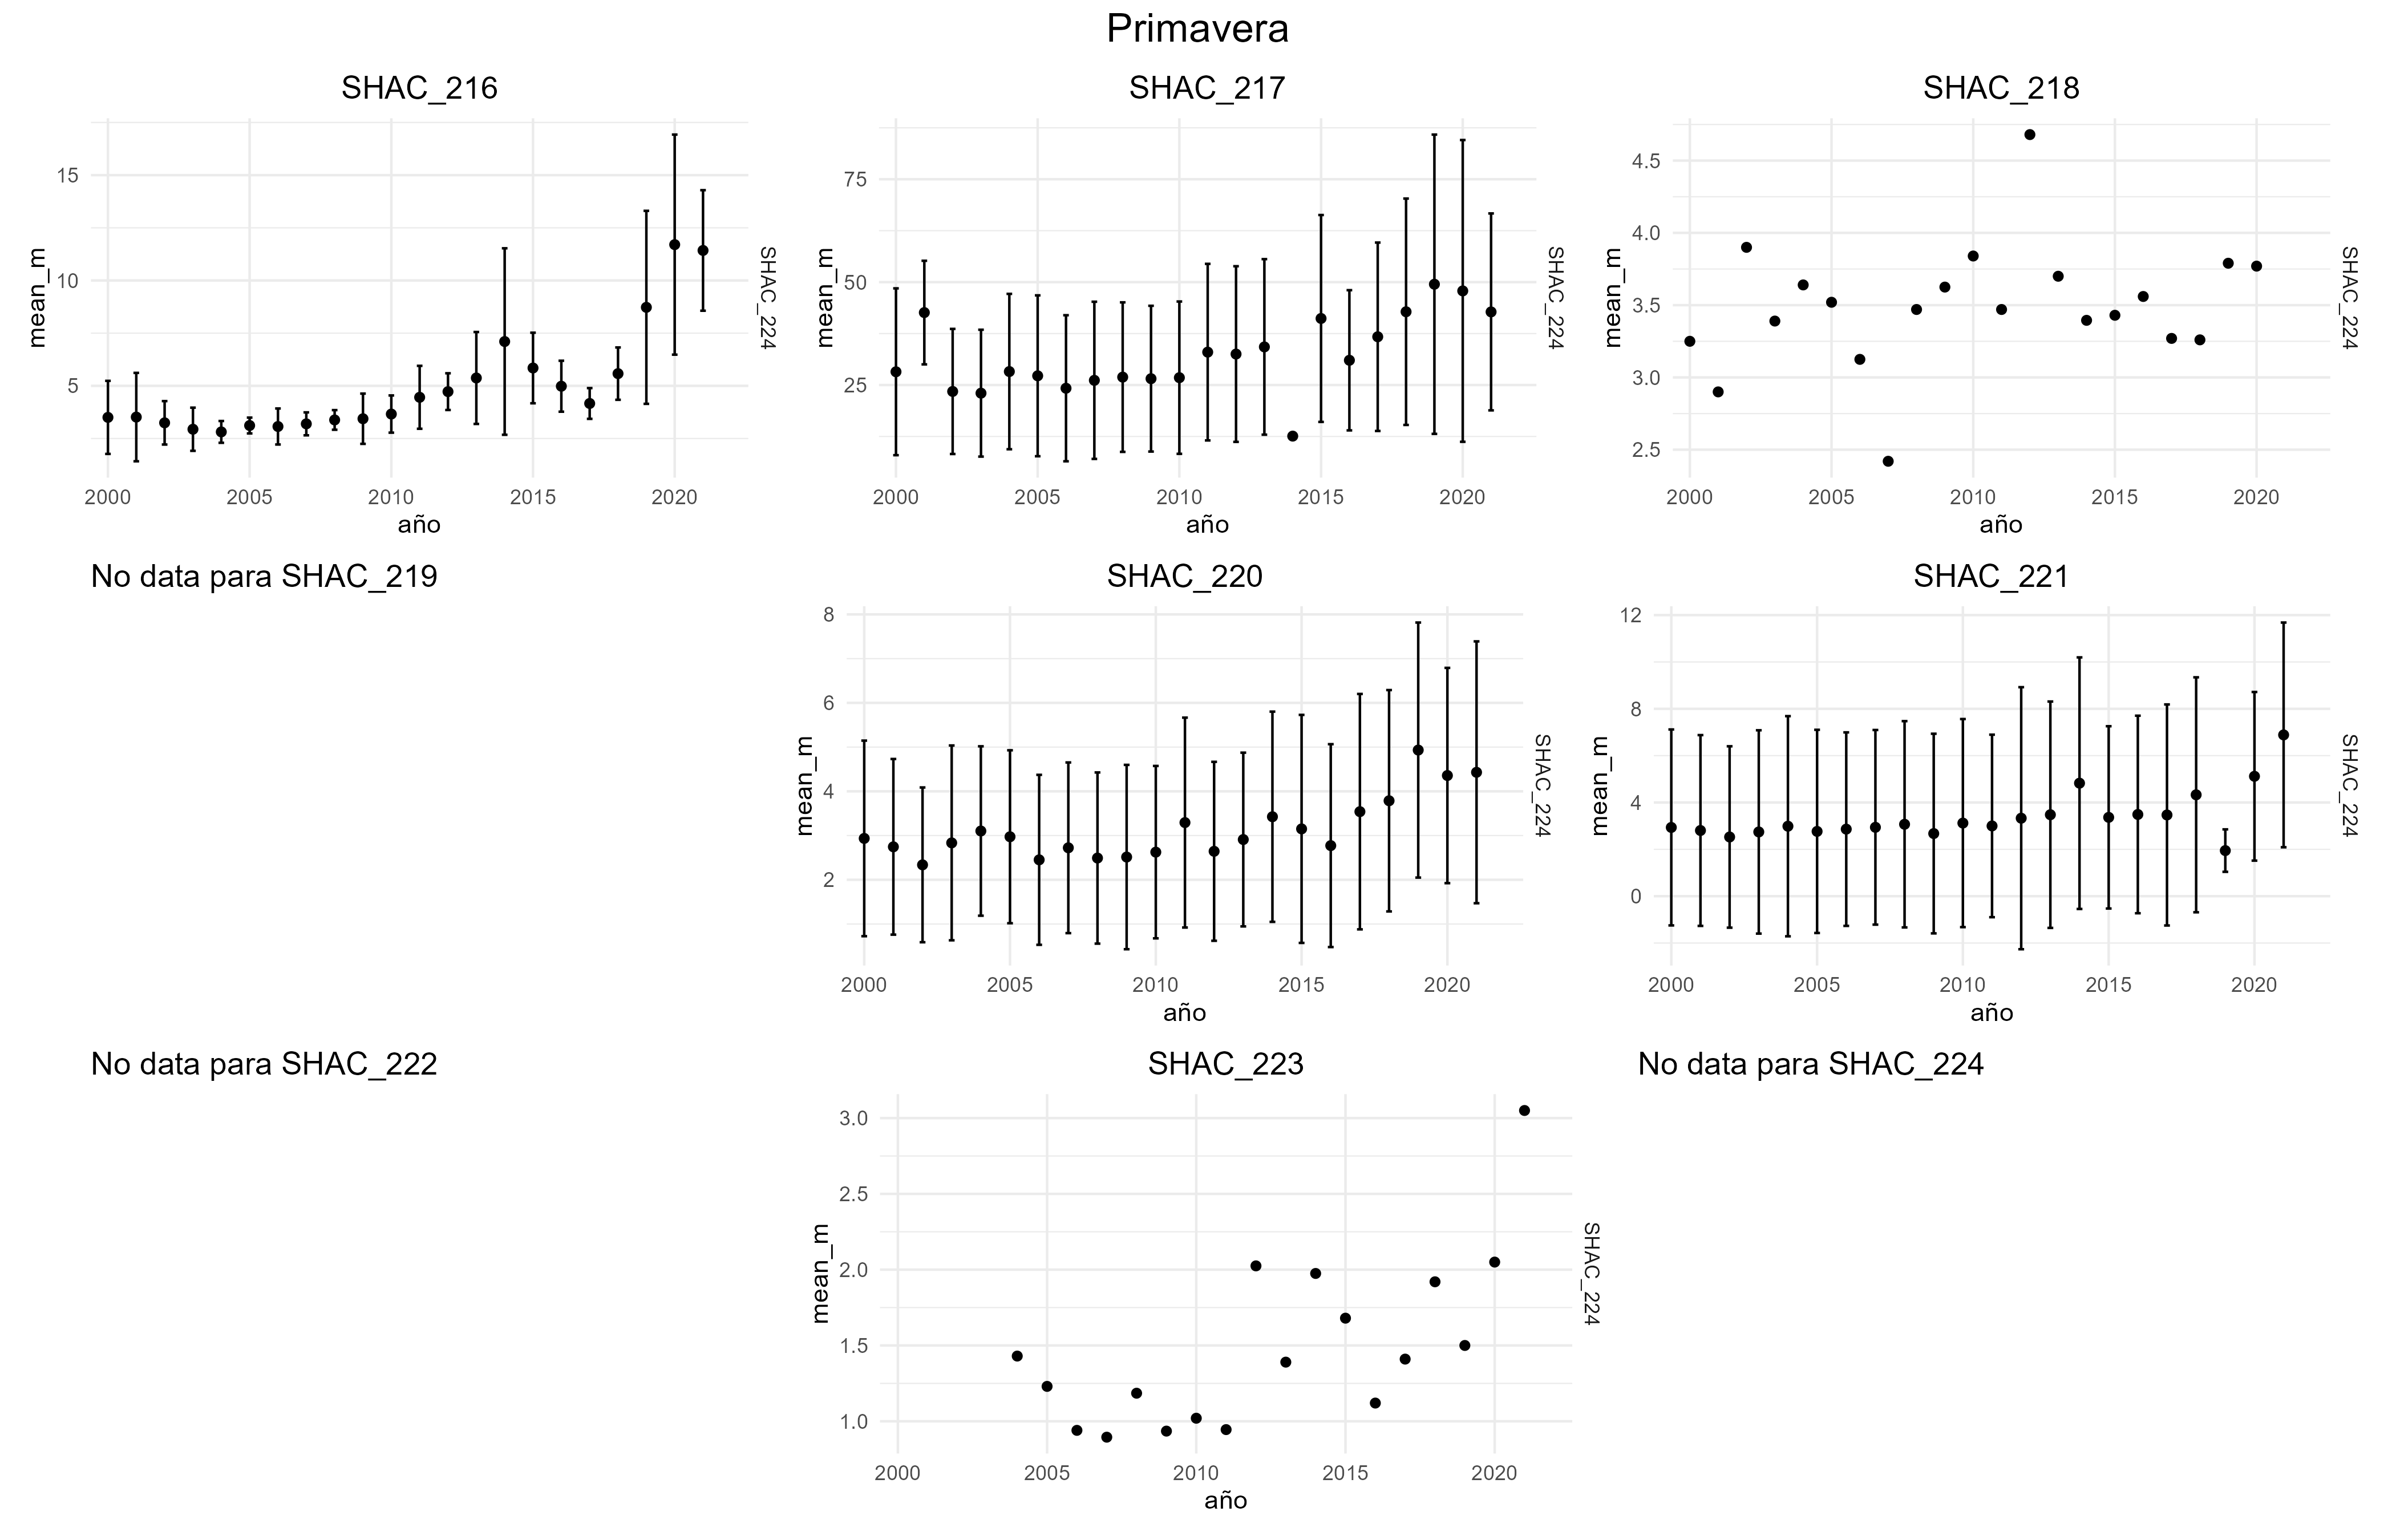 Primavera
SHAC_216
mean_m
15
10
5
2000 2005 2010 2015 2020
año
SHAC_224
SHAC_217
mean_m
75
50
25
2000 2005 2010 2015 2020
año
SHAC_224
SHAC_218
mean_m
4.5
4.0
3.5
3.0
2.5
2000 2005 2010 2015 2020
año
SHAC_224
No data para SHAC_219
SHAC_220
mean_m
8
6
4
2
2000 2005 2010 2015 2020
año
SHAC_224
SHAC_221
mean_m
12
8
4
0
2000 2005 2010 2015 2020
año
SHAC_224
No data para SHAC_222
SHAC_223
mean_m
3.0
2.5
2.0
1.5
1.0
2000 2005 2010 2015 2020
año
SHAC_224
No data para SHAC_224